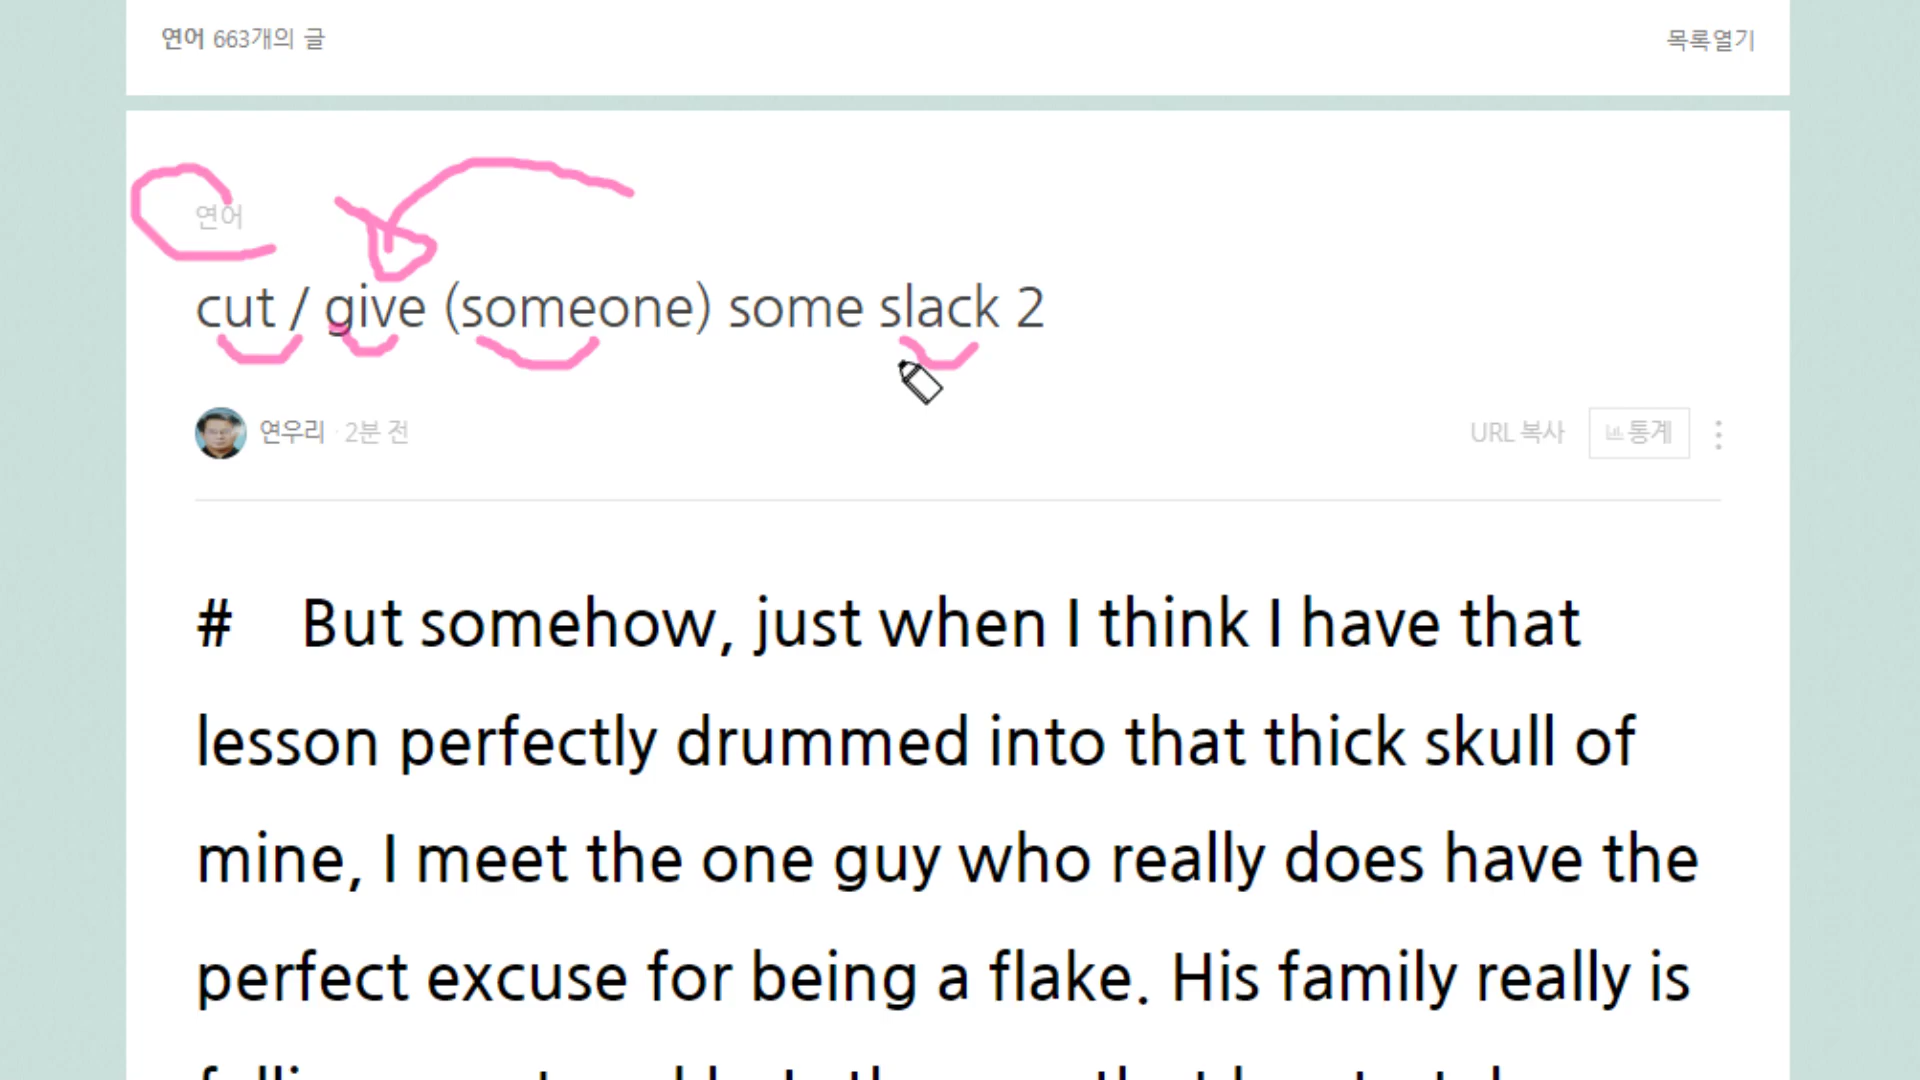 연어 663개의 글
목록열기
연어
cut / give (someone) some slack 2
연우리 · 2분 전
URL 복사
통계
# But somehow, just when I think I have that
lesson perfectly drummed into that thick skull of
mine, I meet the one guy who really does have the
perfect excuse for being a flake. His family really is